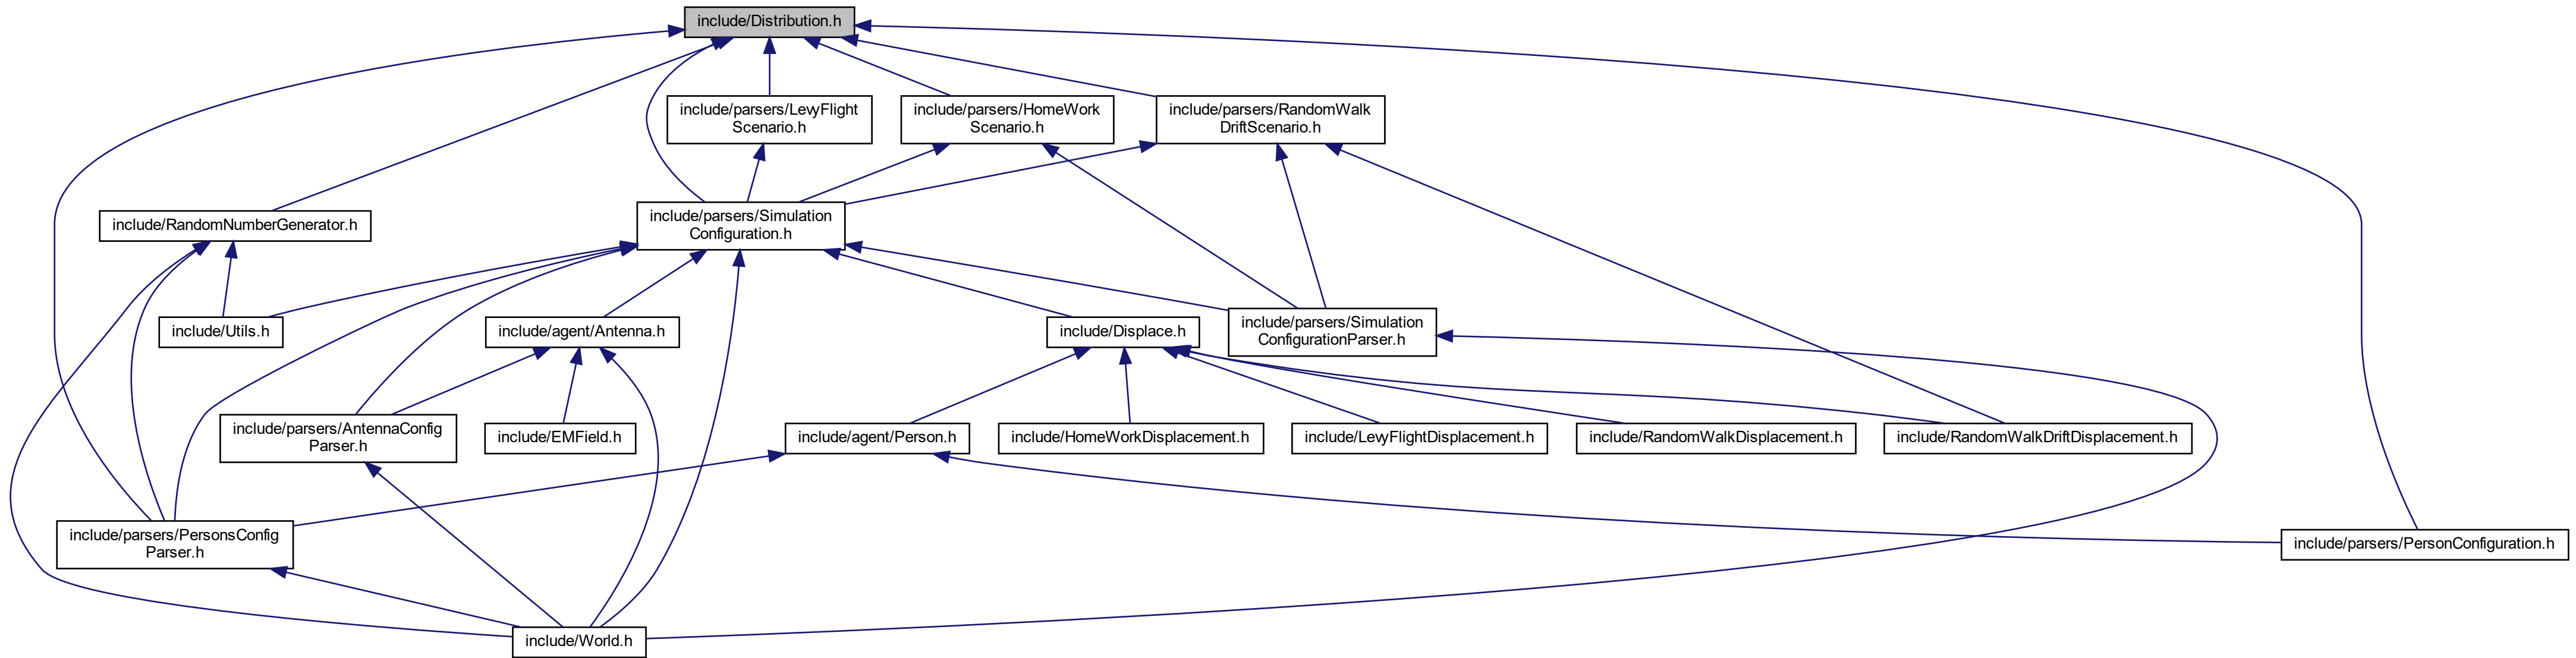 include/Distribution.h
include/parsers/LevyFlight
Scenario.h
include/parsers/HomeWork
Scenario.h
include/parsers/RandomWalk
DriftScenario.h
include/RandomNumberGenerator.h
include/parsers/Simulation
Configuration.h
include/Utils.h
include/agent/Antenna.h
include/Displace.h
include/parsers/Simulation
ConfigurationParser.h
include/parsers/AntennaConfig
Parser.h
include/EMField.h
include/agent/Person.h
include/HomeWorkDisplacement.h
include/LevyFlightDisplacement.h
include/RandomWalkDisplacement.h
include/RandomWalkDriftDisplacement.h
include/parsers/PersonsConfig
Parser.h
include/parsers/PersonConfiguration.h
include/World.h